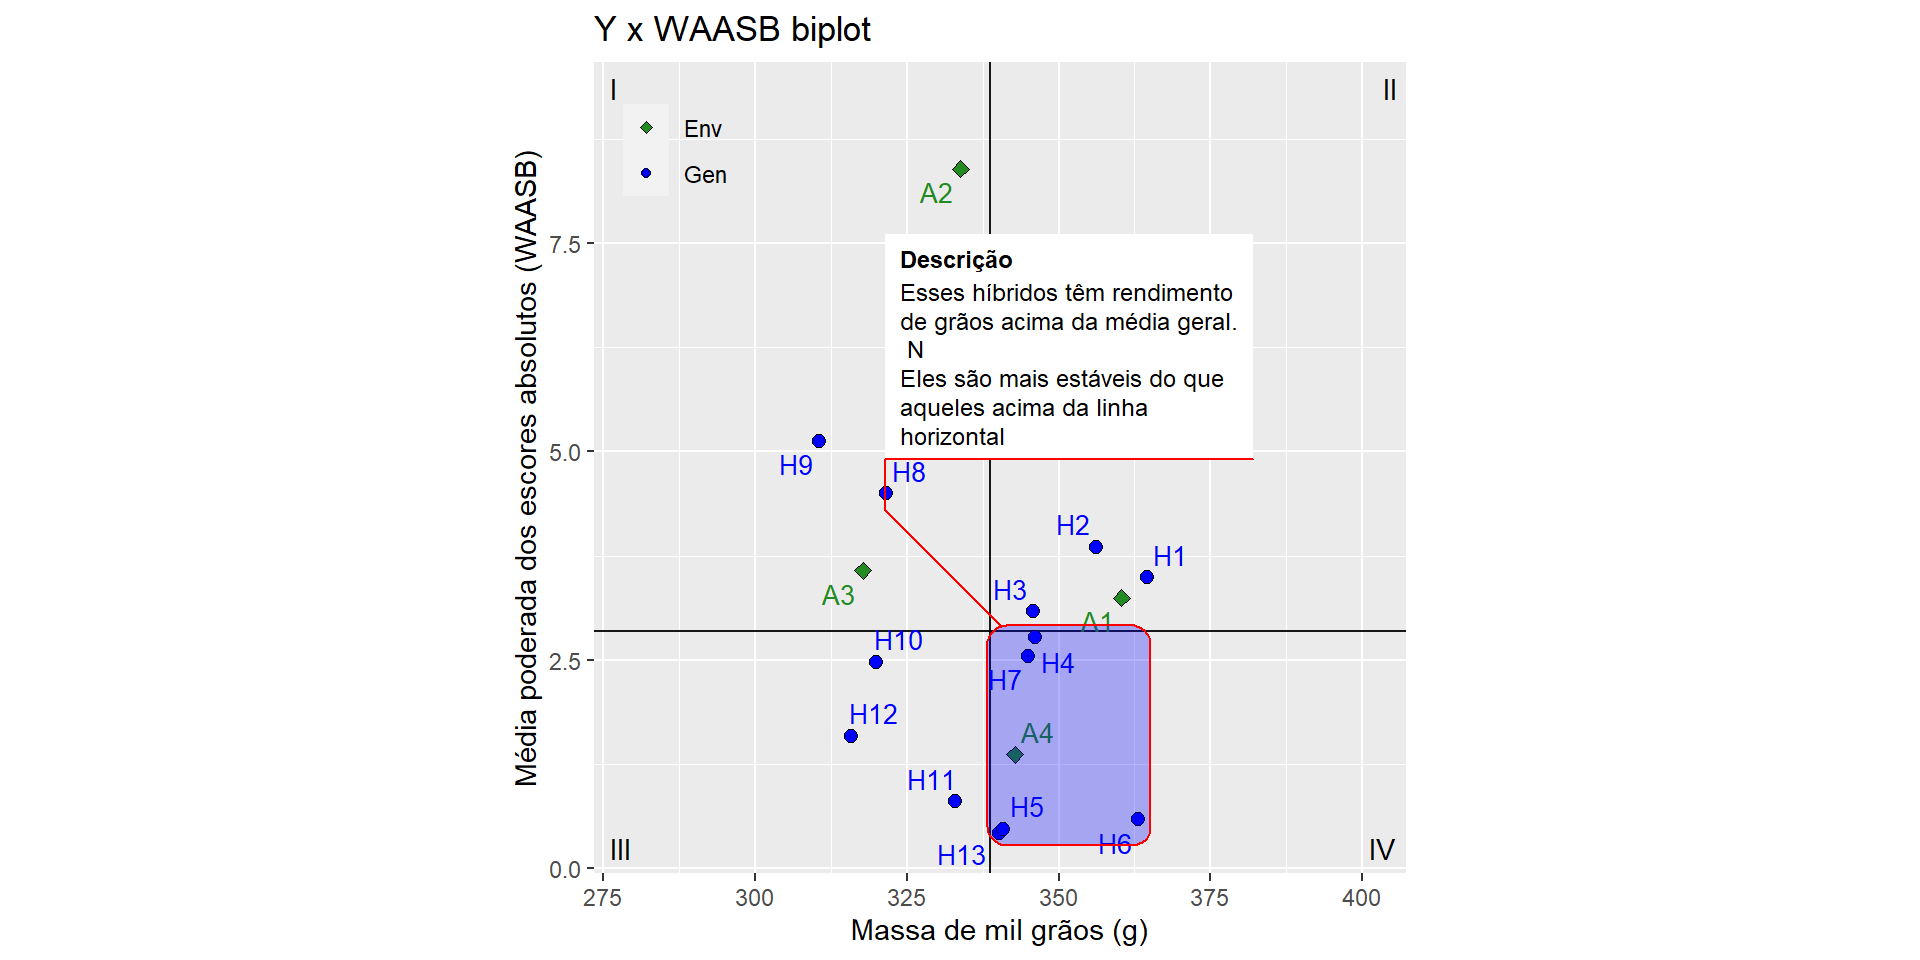 Y x WAASB biplot
I
II
Env
Gen
A2
Descrição
Esses híbridos têm rendimento
de grãos acima da média geral.
N
Eles são mais estáveis do que
aqueles acima da linha
horizontal
H9
H8
H2
H1
H3
A3
A1
H10
H4
H7
H12
A4
H11
H5
H6
H13
III
IV
Média poderada dos escores absolutos (WAASB)
7.5
5.0
2.5
0.0
275
300
325
350
375
400
Massa de mil grãos (g)